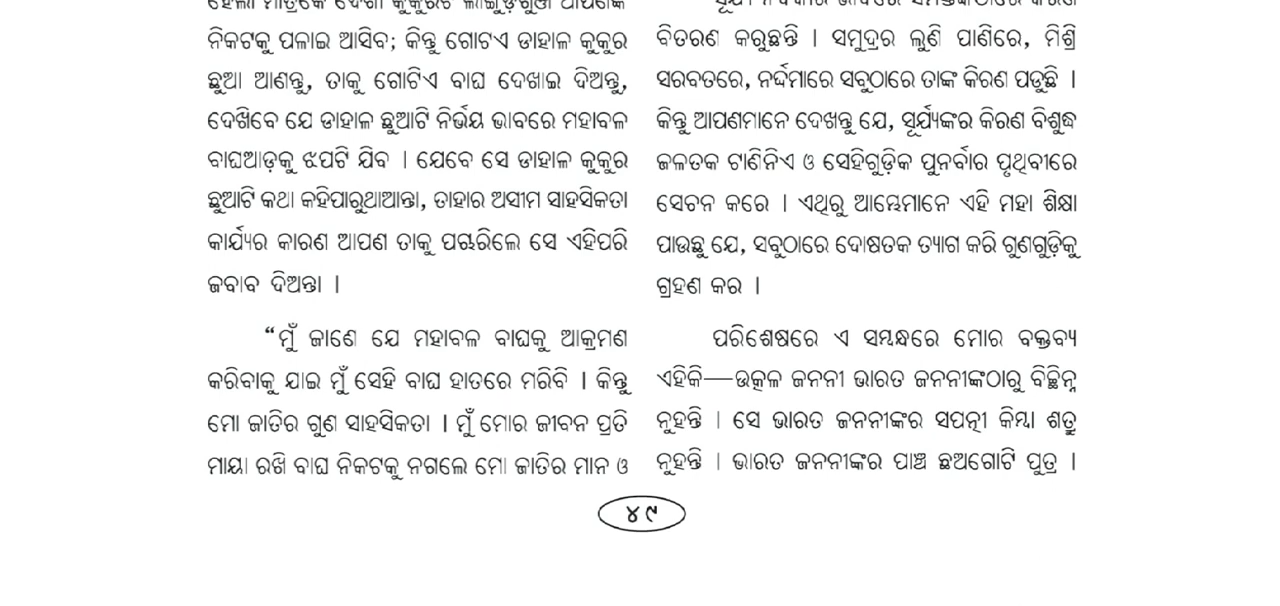 ନିକଟକୁ ପଳାଇ ଆସିବ; କିନ୍ତୁ ଗୋଟଏ ଡାହାଳ କୁକୁର
ଛୁଆ ଆଣନ୍ତୁ, ତାକୁ ଗୋଟିଏ ବାଘ ଦେଖାଇ ଦିଅନ୍ତୁ,
ଦେଖିବେ ଯେ ଡାହାଳ ଛୁଆଟି ନିର୍ଭୟ ଭାବରେ ମହାବଳ
ବାଘଆଡ଼କୁ ଝପଟି ଯିବ । ଯେବେ ସେ ଡାହାଳ କୁକୁର
ଛୁଆଟି କଥା କହିପାରୁଥାଆନ୍ତା, ତାହାର ଅସୀମ ସାହସିକତା
କାର୍ଯ୍ୟର କାରଣ ଆପଣ ତାକୁ ପଚ୍ଚରିଲେ ସେ ଏହିପରି
ଜବାବ ଦିଅନ୍ତା ।
“ମୁଁ ଜାଣେ ଯେ ମହାବଳ ବାଘକୁ ଆକ୍ରମଣ
କରିବାକୁ ଯାଇ ମୁଁ ସେହି ବାଘ ହାତରେ ମରିବି । କିନ୍ତୁ
ମୋ ଜାତିର ଗୁଣ ସାହସିକତା । ମୁଁ ମୋର ଜୀବନ ପ୍ରତି
ମାୟା ରଖି ବାଘ ନିକଟକୁ ନଗଲେ ମୋ ଜାତିର ମାନ ଓ
ବିତରଣ କରୁଛନ୍ତି । ସମୁଦ୍ରର ଲୁଣି ପାଣିରେ, ମିଶ୍ରି
ସରବତରେ, ନର୍ଦ୍ଦମାରେ ସବୁଠାରେ ତାଙ୍କ କିରଣ ପଡୁଛି ।
କିନ୍ତୁ ଆପଣମାନେ ଦେଖନ୍ତୁ ଯେ, ସୂର୍ଯ୍ୟଙ୍କର କିରଣ ବିଶୁଦ୍ଧ
ଜଳତକ ଟାଣିନିଏ ଓ ସେହିଗୁଡ଼ିକ ପୁନର୍ବାର ପୃଥିବୀରେ
ସେଚନ କରେ । ଏଥିରୁ ଆମ୍ଭେମାନେ ଏହି ମହା ଶିକ୍ଷା
ପାଉଛୁ ଯେ, ସବୁଠାରେ ଦୋଷତକ ତ୍ୟାଗ କରି ଗୁଣଗୁଡ଼ିକୁ
ଗ୍ରହଣ କର ।
ପରିଶେଷରେ ଏ ସମ୍ବନ୍ଧରେ ମୋର ବକ୍ତବ୍ୟ
ଏହିକି—ଉତ୍କଳ ଜନନୀ ଭାରତ ଜନନୀଙ୍କଠାରୁ ବିଚ୍ଛିନ୍ନ
ନୁହନ୍ତି । ସେ ଭାରତ ଜନନୀଙ୍କର ସପତ୍ନୀ କିମ୍ବା ଶତ୍ରୁ
ନୁହନ୍ତି । ଭାରତ ଜନନୀଙ୍କର ପାଞ୍ଚ ଛଅଗୋଟି ପୁତ୍ର ।
୪୯